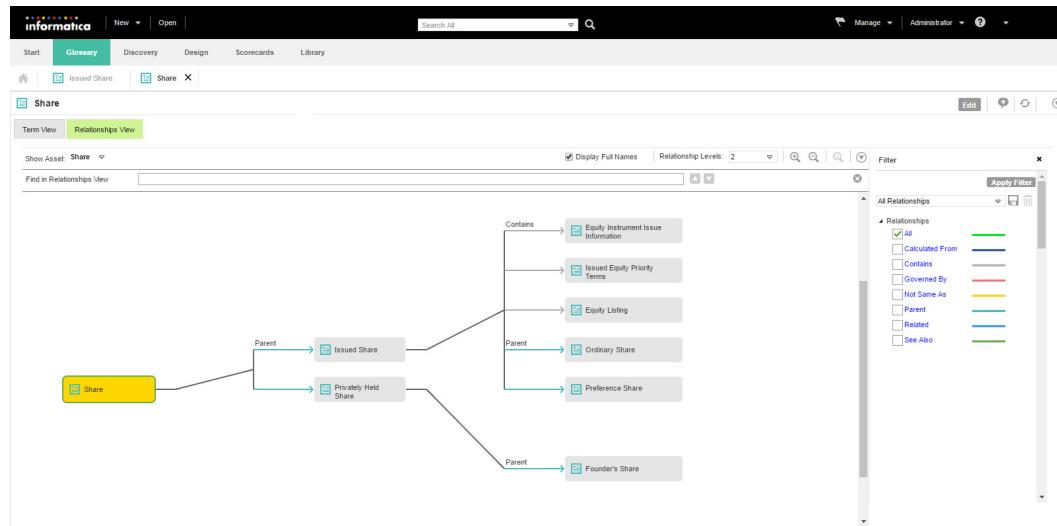 informatica
New
Open
Search All
Manage
Administrator
?
Start
Glossary
Discovery
Design
Scorecards
Library
Issued Share
Share
Share
Edit
Term View
Relationships View
Show Asset: Share
Display Full Names
Relationship Levels: 2
Find in Relationships View
Filter
Apply Filter
All Relationships
Relationships
All
Calculated From
Contains
Governed By
Not Same As
Parent
Related
See Also
Contains
Equity Instrument Issue
Information
Issued Equity Priority
Terms
Equity Listing
Parent
Issued Share
Parent
Ordinary Share
Share
Privately Held
Share
Preference Share
Parent
Founder's Share